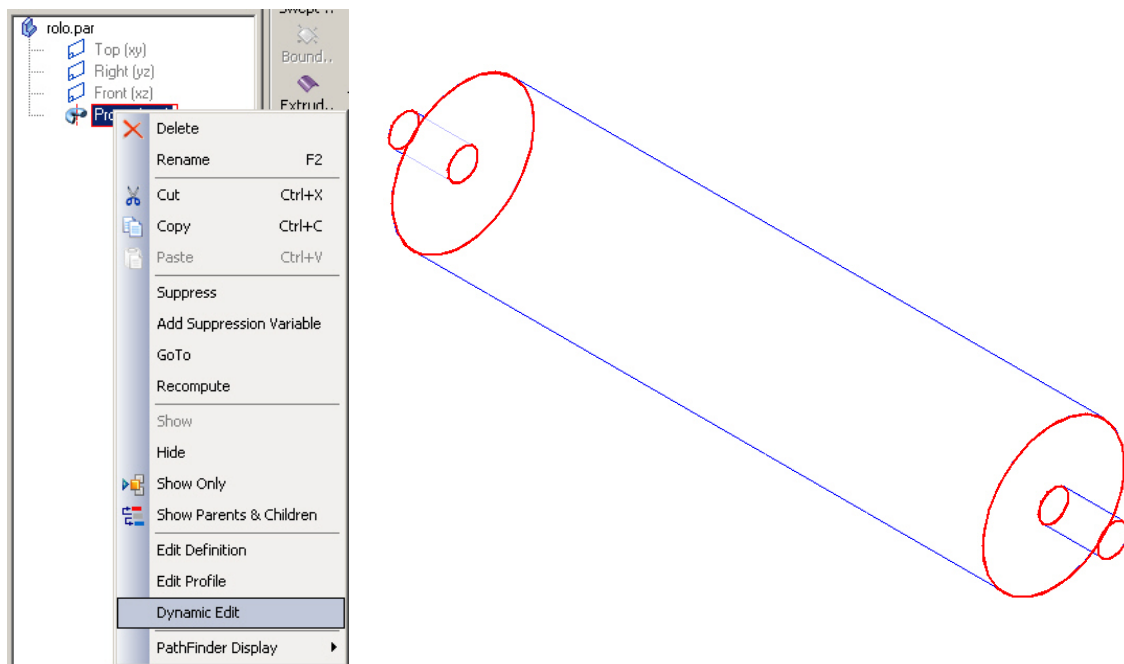 rolo.par
Top (xy)
Right (yz)
Front (xz)
Bound..
Extrud..
Delete
Rename F2
Cut Ctrl+X
Copy Ctrl+C
Paste Ctrl+V
Suppress
Add Suppression Variable
GoTo
Recompute
Show
Hide
Show Only
Show Parents & Children
Edit Definition
Edit Profile
Dynamic Edit
PathFinder Display